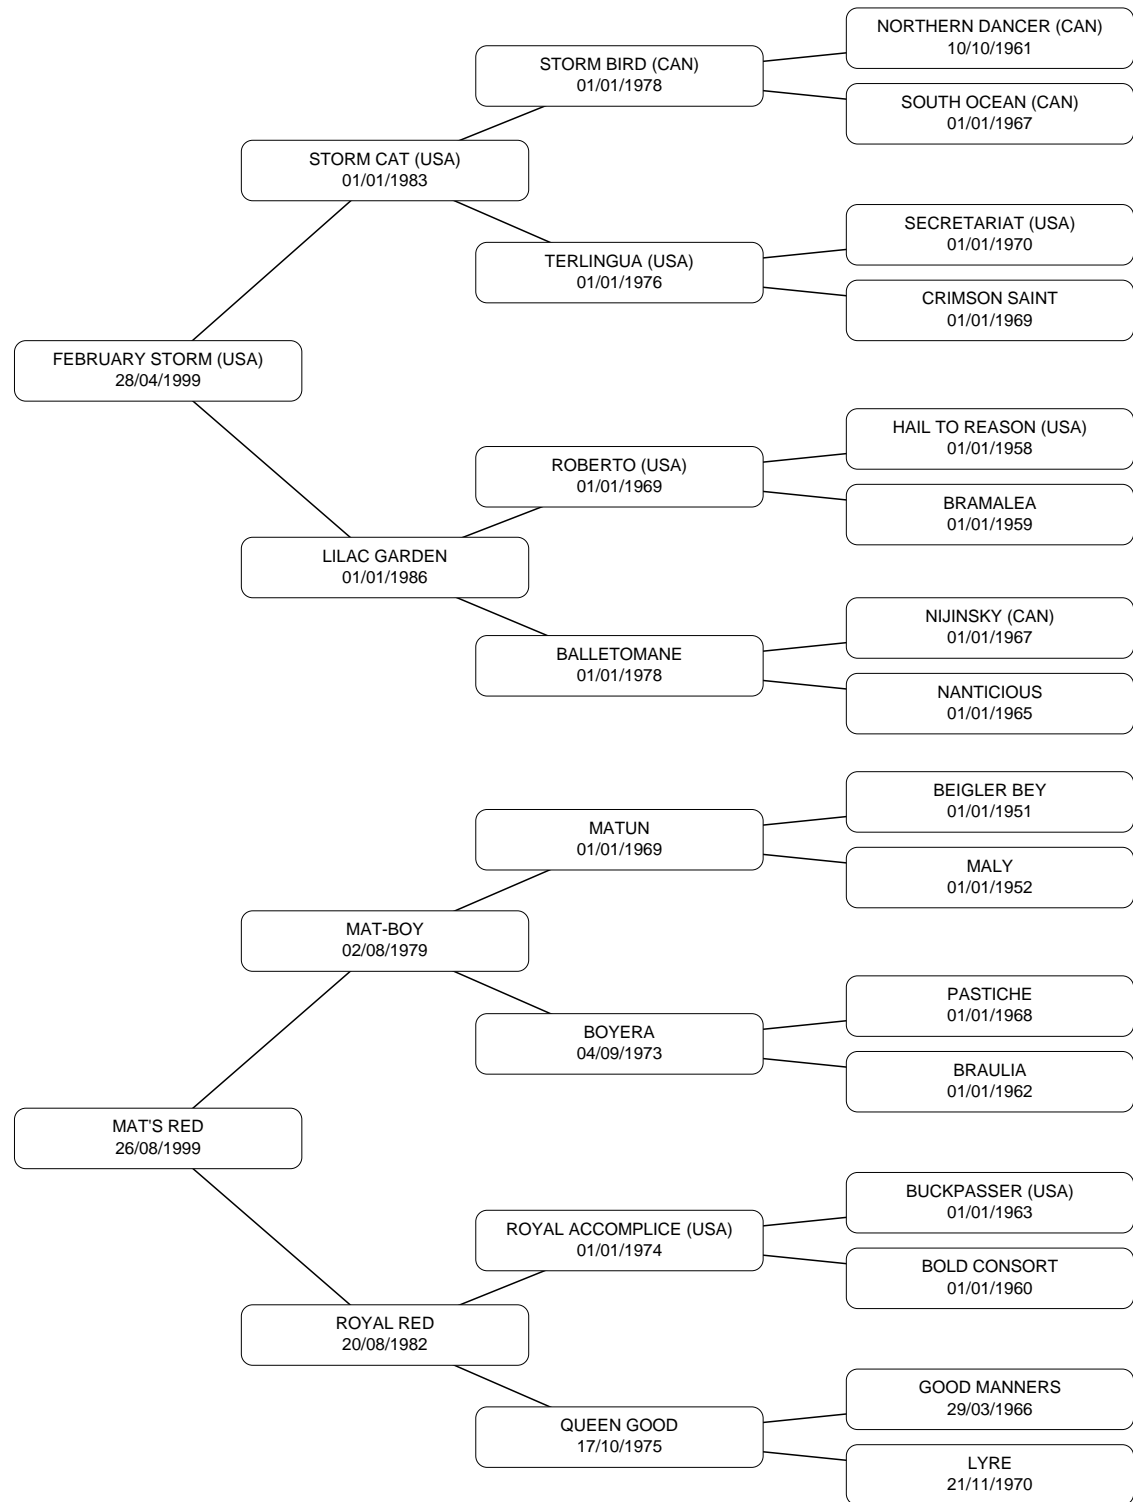 NORTHERN DANCER (CAN)
10/10/1961
STORM BIRD (CAN)
01/01/1978
SOUTH OCEAN (CAN)
01/01/1967
STORM CAT (USA)
01/01/1983
SECRETARIAT (USA)
01/01/1970
TERLINGUA (USA)
01/01/1976
CRIMSON SAINT
01/01/1969
FEBRUARY STORM (USA)
28/04/1999
HAIL TO REASON (USA)
01/01/1958
ROBERTO (USA)
01/01/1969
BRAMALEA
01/01/1959
LILAC GARDEN
01/01/1986
NIJINSKY (CAN)
01/01/1967
BALLETOMANE
01/01/1978
NANTICIOUS
01/01/1965
BEIGLER BEY
01/01/1951
MATUN
01/01/1969
MALY
01/01/1952
MAT-BOY
02/08/1979
PASTICHE
01/01/1968
BOYERA
04/09/1973
BRAULIA
01/01/1962
MAT'S RED
26/08/1999
BUCKPASSER (USA)
01/01/1963
ROYAL ACCOMPLICE (USA)
01/01/1974
BOLD CONSORT
01/01/1960
ROYAL RED
20/08/1982
GOOD MANNERS
29/03/1966
QUEEN GOOD
17/10/1975
LYRE
21/11/1970